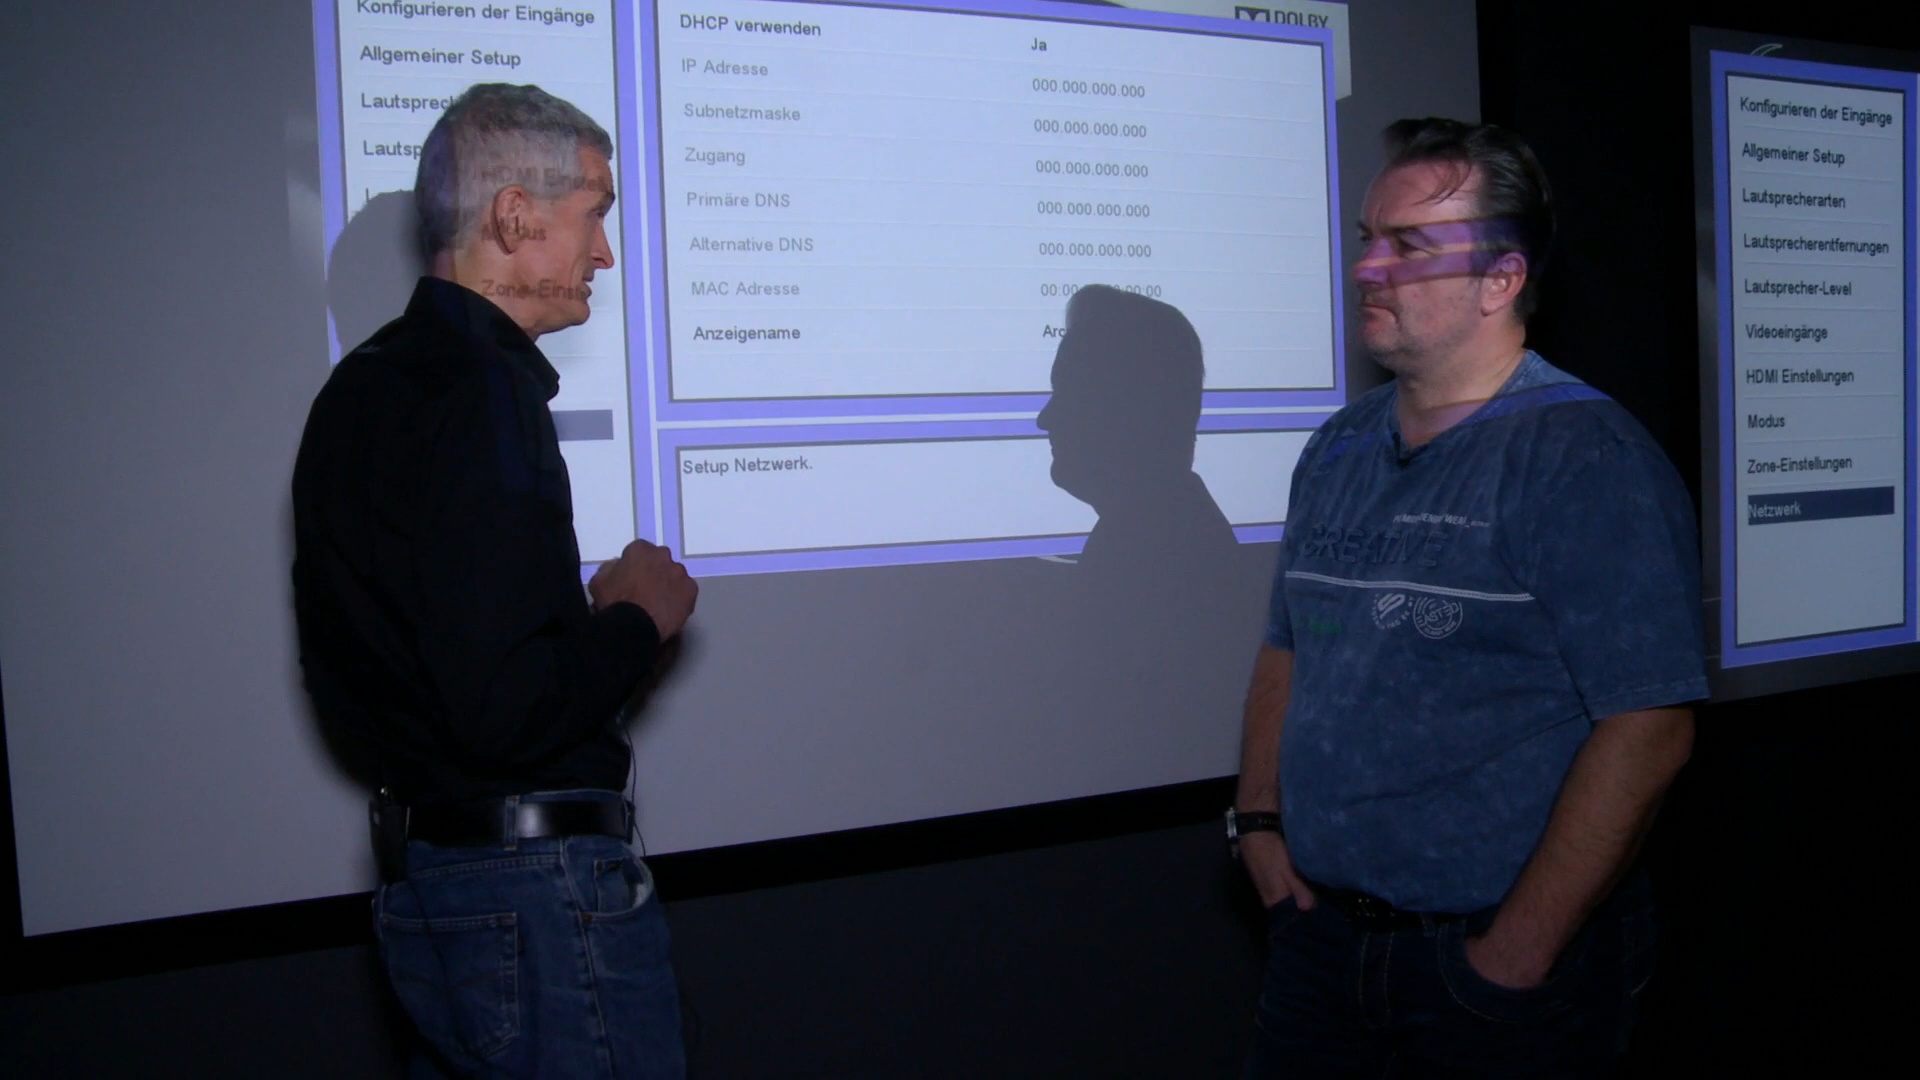 Konfigurieren der Eingänge
Allgemeiner Setup
HDMI
Modus
DOLBY
DHCP verwenden Ja
IP Adresse 000.000.000.000
Subnetzmaske 000.000.000.000
Zugang 000.000.000.000
Primäre DNS 000.000.000.000
Alternative DNS 000.000.000.000
MAC Adresse
Anzeigename
Setup Netzwerk.
CREATIVE
Konfigurieren der Eingänge
Allgemeiner Setup
Lautsprecherarten
Lautsprecherentfernungen
Lautsprecher-Level
Videoeingänge
HDMI Einstellungen
Modus
Zone-Einstellungen
Netzwerk